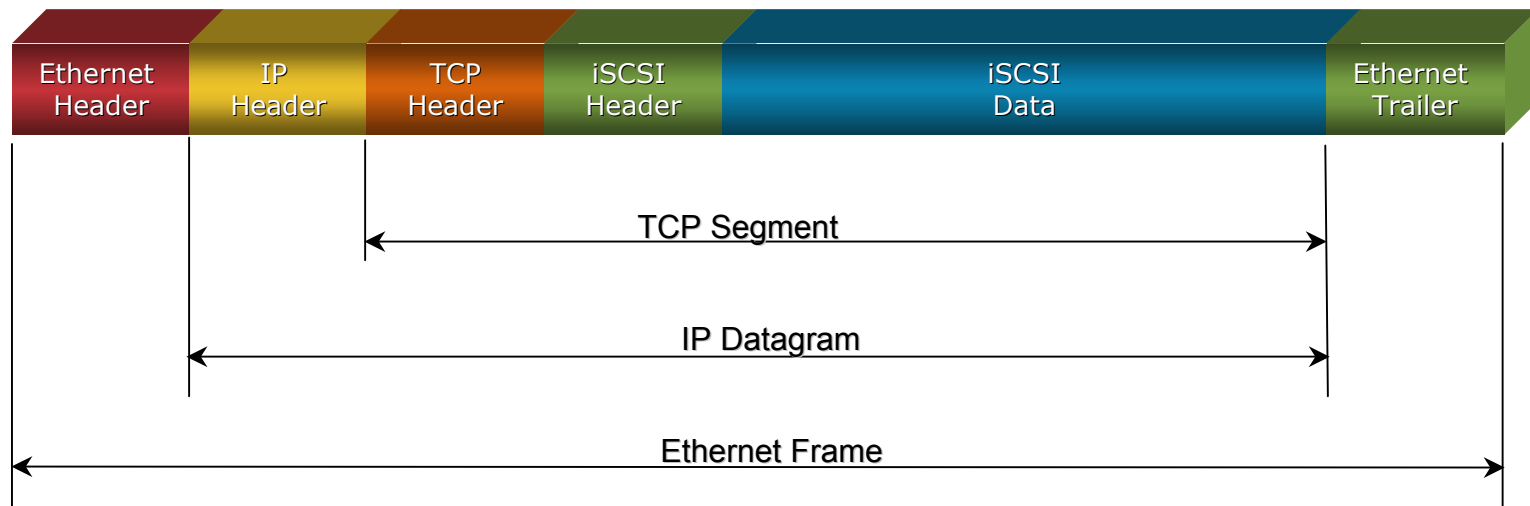 Ethernet
Header
IP
Header
TCP
Header
iSCSI
Header
iSCSI
Data
Ethernet
Trailer
TCP Segment
IP Datagram
Ethernet Frame